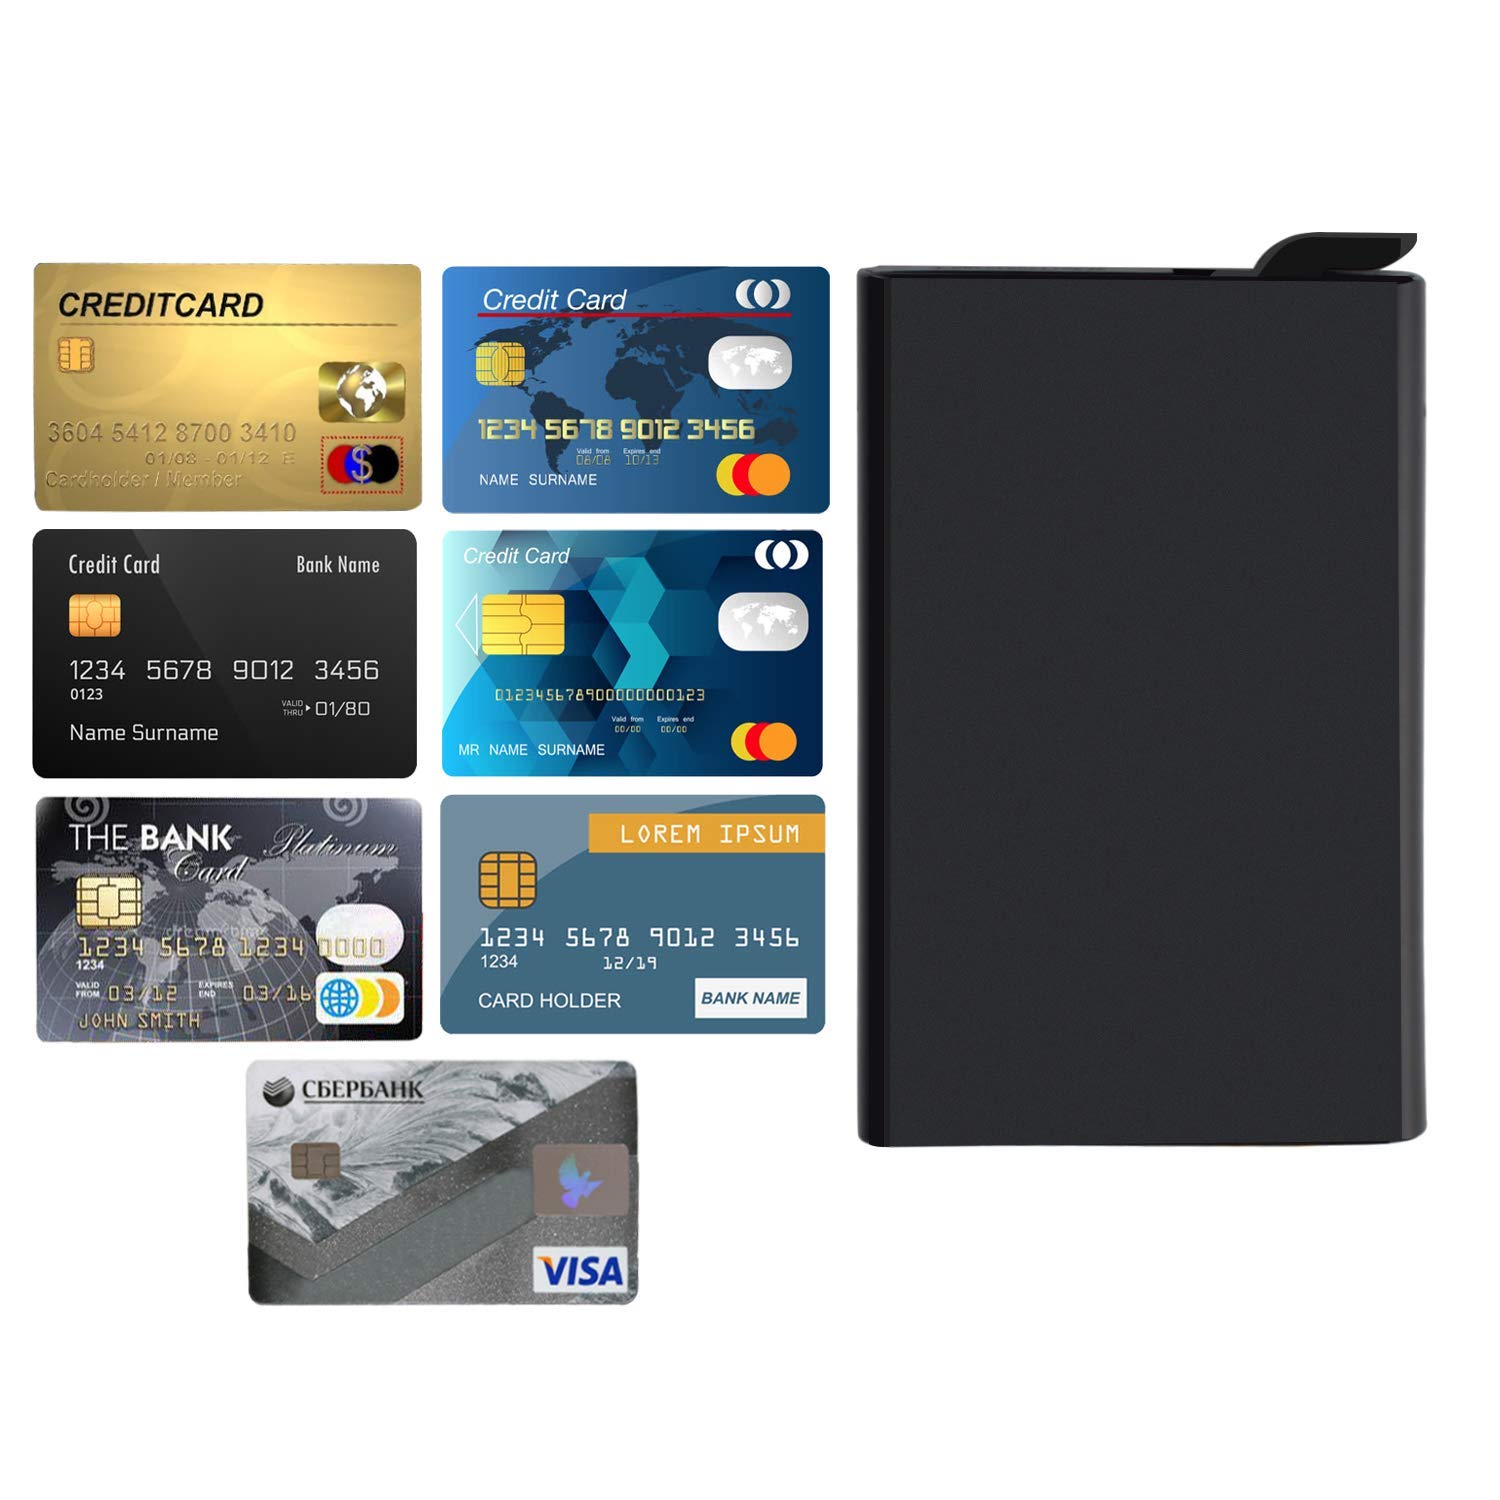 CREDITCARD
3604 5412 8700 3410
01/08 - 01/12 E
Cardholder / Member
$
Credit Card
1234 5678 9012 3456
Valid from Expires end
08/08 10/13
NAME SURNAME
Credit Card Bank Name
1234 5678 9012 3456
0123
VALID THRU 01/80
Name Surname
Credit Card
01234567890000000000123
Valid from Expires end
00/00 00/00
MR NAME SURNAME
THE BANK Platinum
Card
dreamstime
1234 5678 1234 0000
1234
VALID FROM 03/12 EXPIRES END 03/16
JOHN SMITH
LOREM IPSUM
1234 5678 9012 3456
1234 12/19
CARD HOLDER BANK NAME
СБЕРБАНК
VISA